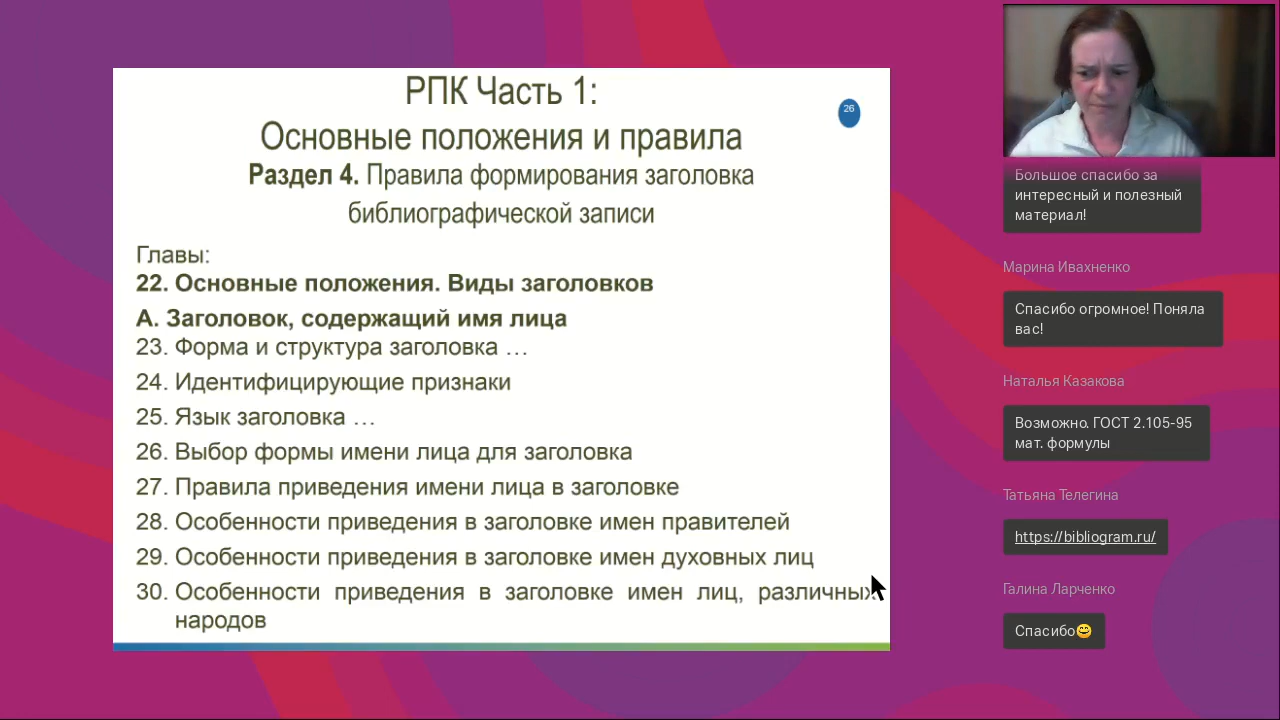 РПК Часть 1:
26
Основные положения и правила
Раздел 4. Правила формирования заголовка
библиографической записи
Главы:
22. Основные положения. Виды заголовков
А. Заголовок, содержащий имя лица
23. Форма и структура заголовка …
24. Идентифицирующие признаки
25. Язык заголовка …
26. Выбор формы имени лица для заголовка
27. Правила приведения имени лица в заголовке
28. Особенности приведения в заголовке имен правителей
29. Особенности приведения в заголовке имен духовных лиц
30. Особенности приведения в заголовке имен лиц, различных
народов
Большое спасибо за
интересный и полезный
материал!
Марина Ивахненко
Спасибо огромное! Поняла
вас!
Наталья Казакова
Возможно. ГОСТ 2.105-95
мат. формулы
Татьяна Телегина
https://bibliogram.ru/
Галина Ларченко
Спасибо😊